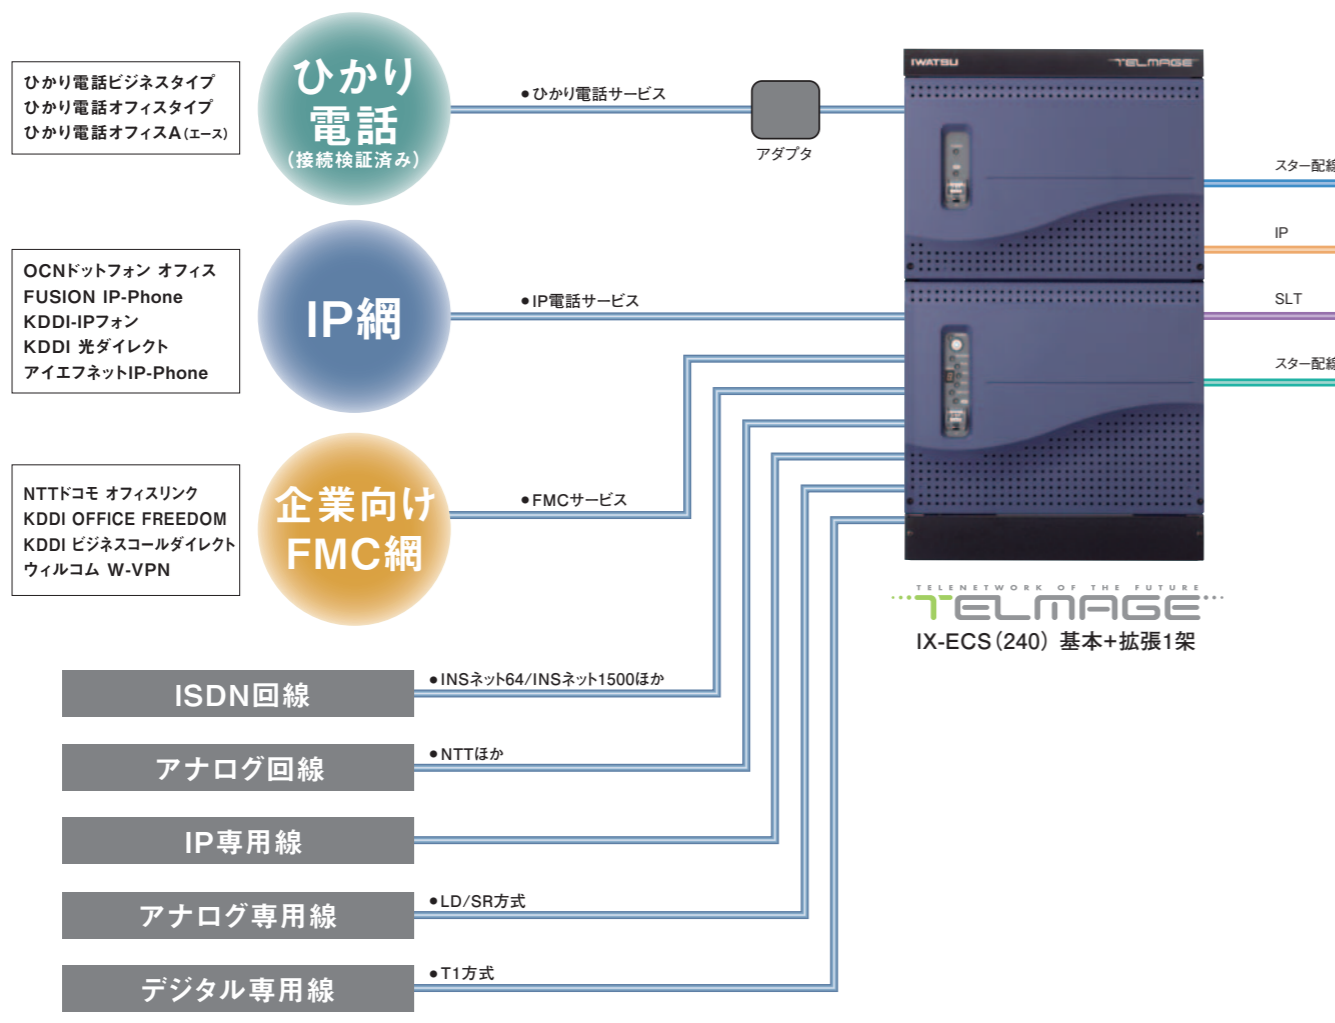 ひかり電話ビジネスタイプ
ひかり電話オフィスタイプ
ひかり電話オフィスA(エース)
ひかり
電話
(接続検証済み)
●ひかり電話サービス
アダプタ
IWATSU
TELMAGE
スター配線
IP
SLT
スター配線
OCNドットフォン オフィス
FUSION IP-Phone
KDDI-IPフォン
KDDI 光ダイレクト
アイエフネットIP-Phone
IP網
●IP電話サービス
NTTドコモ オフィスリンク
KDDI OFFICE FREEDOM
KDDI ビジネスコールダイレクト
ウィルコム W-VPN
企業向け
FMC網
●FMCサービス
TELENETWORK OF THE FUTURE
TELMAGE
IX-ECS(240) 基本+拡張1架
ISDN回線
●INSネット64/INSネット1500ほか
アナログ回線
●NTTほか
IP専用線
アナログ専用線
●LD/SR方式
デジタル専用線
●T1方式